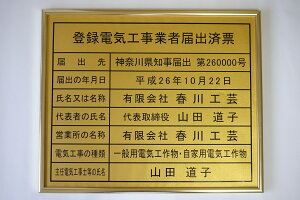 登録電気工事業者届出済票
届出先 神奈川県知事届出 第260000号
届出の年月日 平成26年10月22日
氏名又は名称 有限会社 春川工芸
代表者の氏名 代表取締役 山田 道子
営業所の名称 有限会社 春川工芸
電気工事の種類 一般用電気工作物・自家用電気工作物
主任電気工事士等の氏名 山田 道子